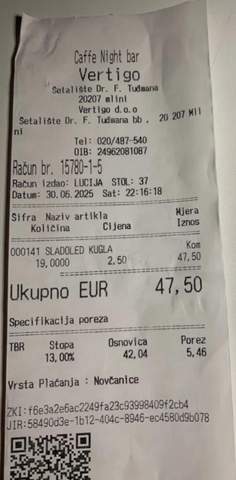 Caffe Night bar
Vertigo
Šetalište Dr. F. Tuđmana
20207 mlini
Vertigo d.o.o
Šetalište Dr. F. Tuđmana bb , 20 207 Mli
ni
Tel: 020/487-540
OIB: 24962081087
Račun br. 15780-1-5
Račun izdao: LUCIJA STOL: 37
Datum: 30.06.2025 Sat: 22:16:18
Šifra Naziv artikla Mjera
Količina Cijena Iznos
000141 SLADOLED KUGLA Kom
19,0000 2,50 47,50
Ukupno EUR 47,50
Specifikacija poreza
TBR Stopa Osnovica Porez
13,00% 42,04 5,46
Vrsta Plaćanja : Novčanice
ZKI:f6e3a2e6ac2249fa23c93998409f2cb4
JIR:58490d3e-1b12-404c-8946-ec4580d9b078